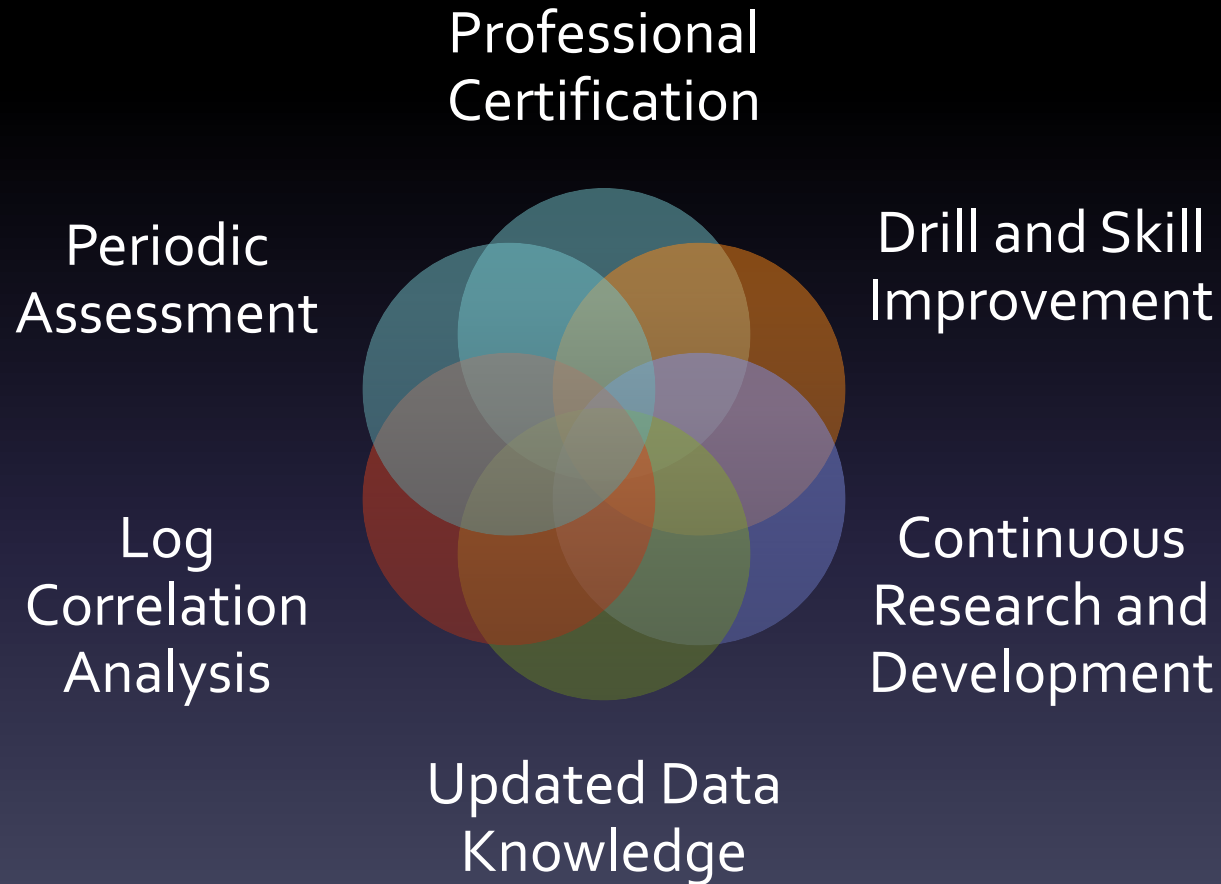 Professional
Certification
Drill and Skill
Improvement
Continuous
Research and
Development
Updated Data
Knowledge
Log
Correlation
Analysis
Periodic
Assessment